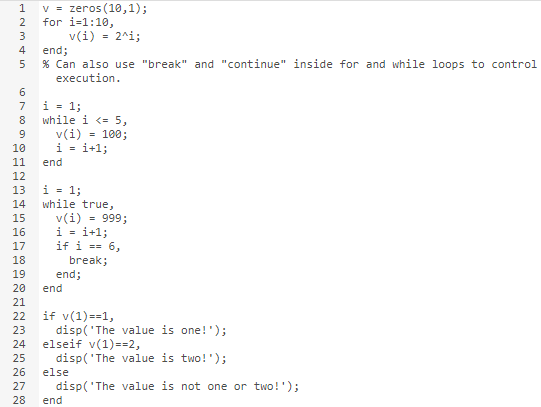 1 v = zeros(10,1);
2 for i=1:10,
3     v(i) = 2^i;
4 end;
5 % Can also use "break" and "continue" inside for and while loops to control
  execution.
6
7 i = 1;
8 while i <= 5,
9   v(i) = 100;
10   i = i+1;
11 end
12
13 i = 1;
14 while true,
15   v(i) = 999;
16   i = i+1;
17   if i == 6,
18     break;
19   end;
20 end
21
22 if v(1)==1,
23   disp('The value is one!');
24 elseif v(1)==2,
25   disp('The value is two!');
26 else
27   disp('The value is not one or two!');
28 end